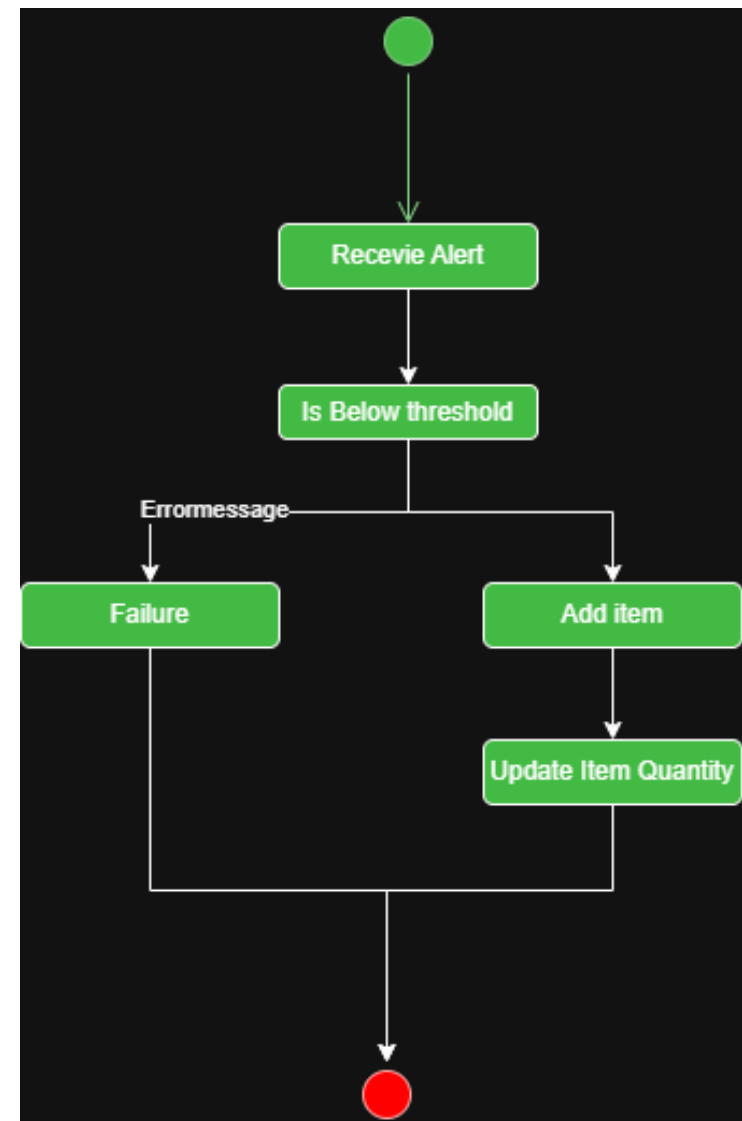 Recevie Alert
Is Below threshold
Errormessage
Failure
Add item
Update Item Quantity